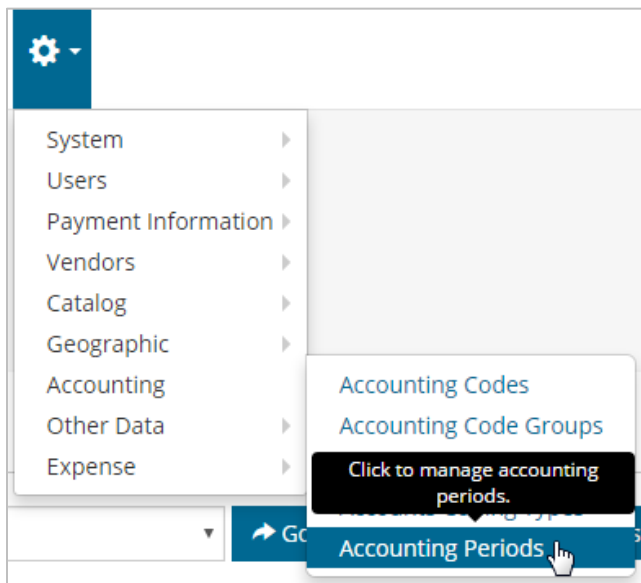 System
Users
Payment Information
Vendors
Catalog
Geographic
Accounting
Other Data
Expense
Accounting Codes
Accounting Code Groups
Click to manage accounting
periods.
Types
Accounting Periods